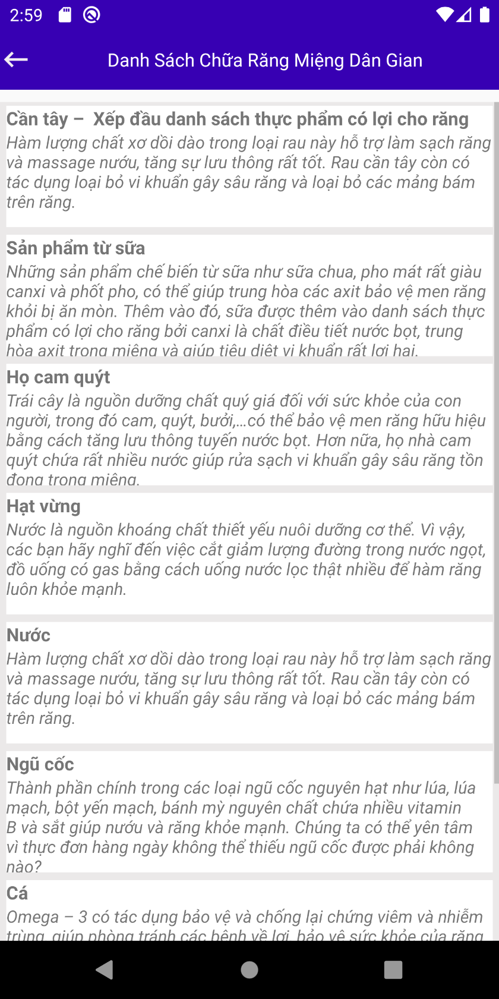 2:59
Danh Sách Chữa Răng Miệng Dân Gian
Cần tây –  Xếp đầu danh sách thực phẩm có lợi cho răng
Hàm lượng chất xơ dồi dào trong loại rau này hỗ trợ làm sạch răng
và massage nướu, tăng sự lưu thông rất tốt. Rau cần tây còn có
tác dụng loại bỏ vi khuẩn gây sâu răng và loại bỏ các mảng bám
trên răng.
Sản phẩm từ sữa
Những sản phẩm chế biến từ sữa như sữa chua, pho mát rất giàu
canxi và phốt pho, có thể giúp trung hòa các axit bảo vệ men răng
khỏi bị ăn mòn. Thêm vào đó, sữa được thêm vào danh sách thực
phẩm có lợi cho răng bởi canxi là chất điều tiết nước bọt, trung
hòa axit trong miệng và giúp tiêu diệt vi khuẩn rất lợi hại.
Họ cam quýt
Trái cây là nguồn dưỡng chất quý giá đối với sức khỏe của con
người, trong đó cam, quýt, bưởi,...có thể bảo vệ men răng hữu hiệu
bằng cách tăng lưu thông tuyến nước bọt. Hơn nữa, họ nhà cam
quýt chứa rất nhiều nước giúp rửa sạch vi khuẩn gây sâu răng tồn
đọng trong miệng.
Hạt vừng
Nước là nguồn khoáng chất thiết yếu nuôi dưỡng cơ thể. Vì vậy,
các bạn hãy nghĩ đến việc cắt giảm lượng đường trong nước ngọt,
đồ uống có gas bằng cách uống nước lọc thật nhiều để hàm răng
luôn khỏe mạnh.
Nước
Hàm lượng chất xơ dồi dào trong loại rau này hỗ trợ làm sạch răng
và massage nướu, tăng sự lưu thông rất tốt. Rau cần tây còn có
tác dụng loại bỏ vi khuẩn gây sâu răng và loại bỏ các mảng bám
trên răng.
Ngũ cốc
Thành phần chính trong các loại ngũ cốc nguyên hạt như lúa, lúa
mạch, bột yến mạch, bánh mỳ nguyên chất chứa nhiều vitamin
B và sắt giúp nướu và răng khỏe mạnh. Chúng ta có thể yên tâm
vì thực đơn hàng ngày không thể thiếu ngũ cốc được phải không
nào?
Cá
Omega – 3 có tác dụng bảo vệ và chống lại chứng viêm và nhiễm
trùng, giúp phòng tránh các bệnh về lợi, bảo vệ sức khỏe của răng